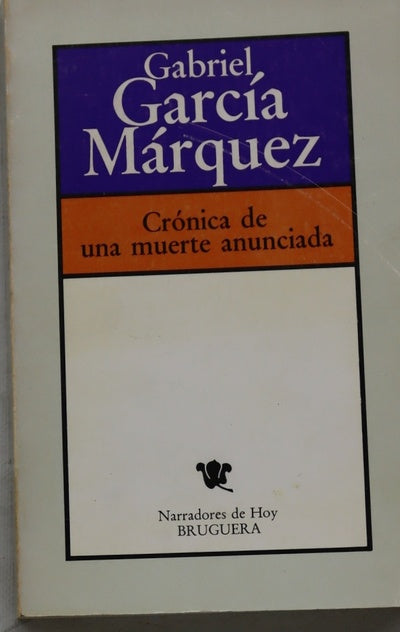 Gabriel
García
Márquez
Crónica de
una muerte anunciada
Narradores de Hoy
BRUGUERA